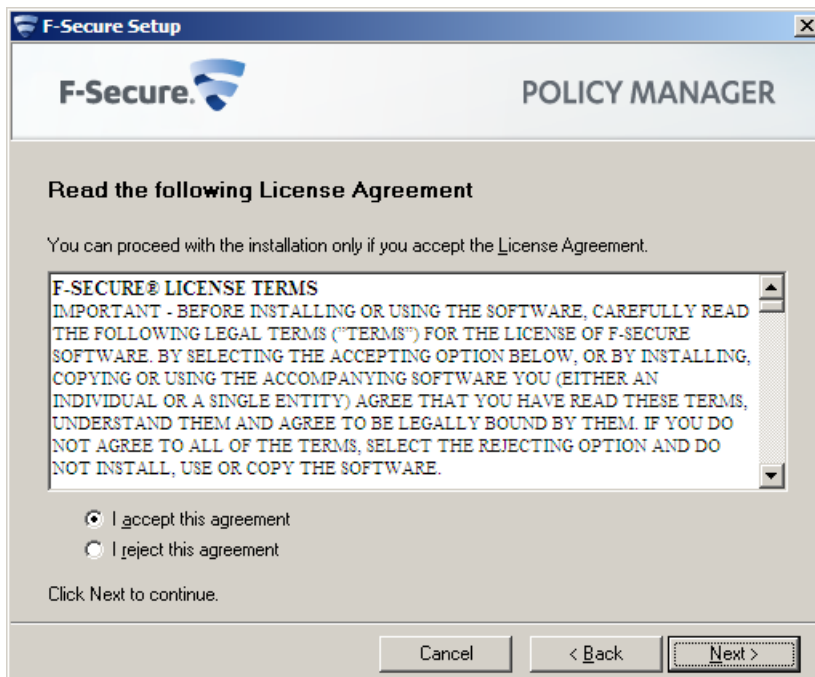 F-Secure Setup
F-Secure.
POLICY MANAGER
Read the following License Agreement
You can proceed with the installation only if you accept the License Agreement.
F-SECURE® LICENSE TERMS
IMPORTANT - BEFORE INSTALLING OR USING THE SOFTWARE, CAREFULLY READ
THE FOLLOWING LEGAL TERMS ("TERMS") FOR THE LICENSE OF F-SECURE
SOFTWARE. BY SELECTING THE ACCEPTING OPTION BELOW, OR BY INSTALLING,
COPYING OR USING THE ACCOMPANYING SOFTWARE YOU (EITHER AN
INDIVIDUAL OR A SINGLE ENTITY) AGREE THAT YOU HAVE READ THESE TERMS,
UNDERSTAND THEM AND AGREE TO BE LEGALLY BOUND BY THEM. IF YOU DO
NOT AGREE TO ALL OF THE TERMS, SELECT THE REJECTING OPTION AND DO
NOT INSTALL, USE OR COPY THE SOFTWARE.
I accept this agreement
I reject this agreement
Click Next to continue.
Cancel
< Back
Next >